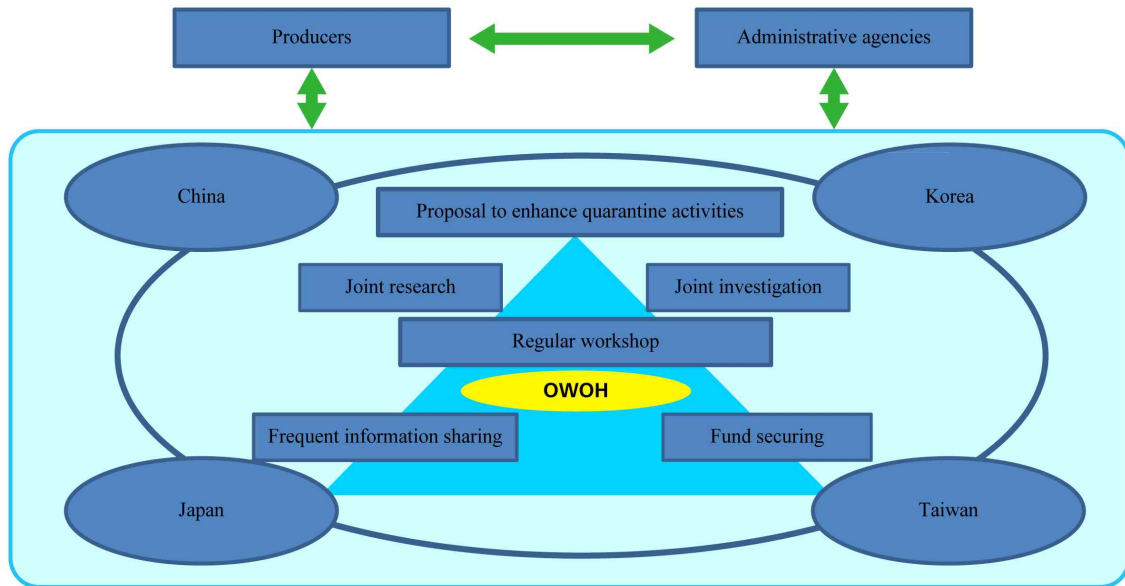 Producers
Administrative agencies
China
Korea
Proposal to enhance quarantine activities
Joint research
Joint investigation
Regular workshop
OWOH
Frequent information sharing
Fund securing
Japan
Taiwan